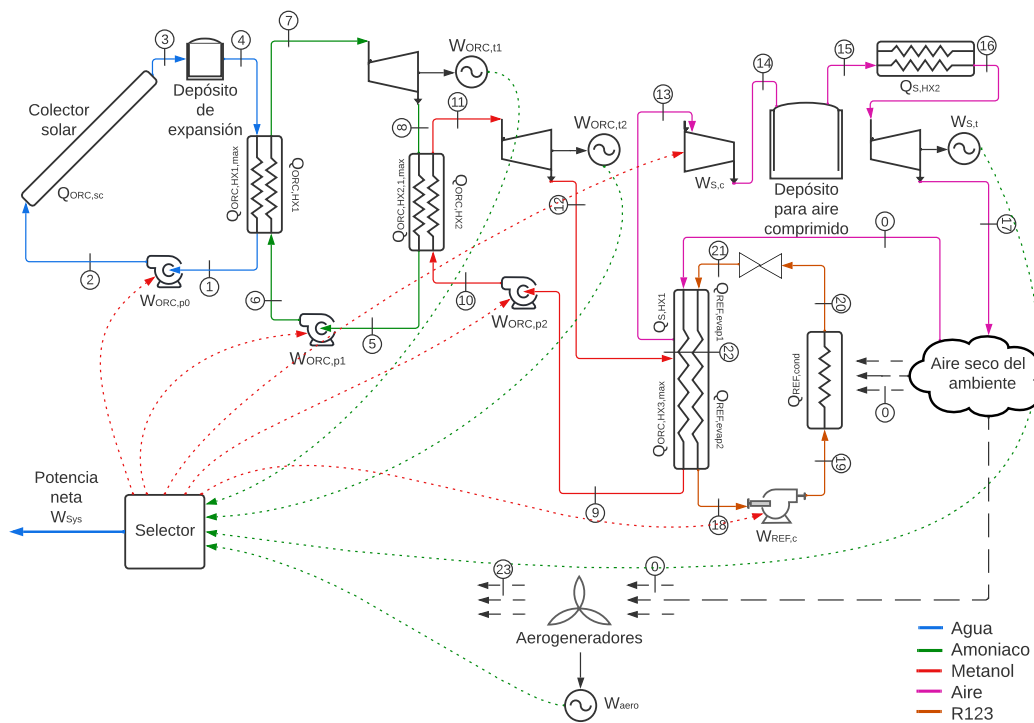 7
3
4
W_ORC,t1
Depósito
de
expansión
Colector
solar
Q_ORC,sc
Q_ORC,HX1,max
Q_ORC,HX1
8
11
W_ORC,t2
Q_ORC,HX2,1,max
Q_ORC,HX2
12
13
14
15
16
Q_S,HX2
W_S,c
W_S,t
Depósito
para aire
comprimido
0
17
2
1
W_ORC,p0
6
W_ORC,p1
5
10
W_ORC,p2
21
Q_S,HX1
Q_REF,evap1
22
Q_ORC,HX3,max
Q_REF,evap2
20
Q_REF,cond
Aire seco del
ambiente
0
19
9
18
W_REF,c
Potencia
neta
W_Sys
Selector
23
0
Aerogeneradores
W_aero
Agua
Amoniaco
Metanol
Aire
R123